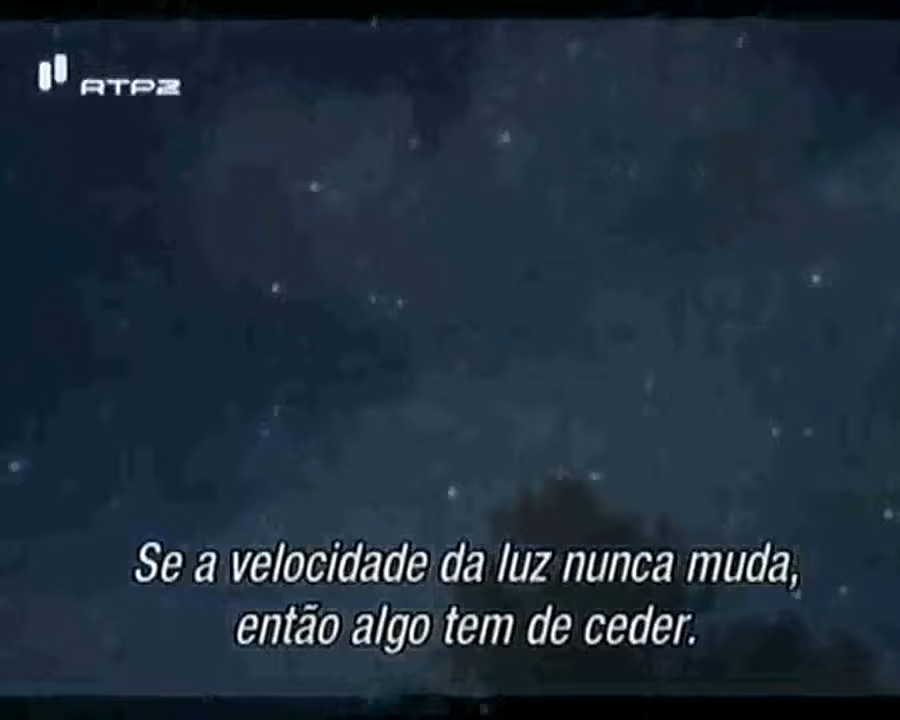 RTP2
Se a velocidade da luz nunca muda,
então algo tem de ceder.